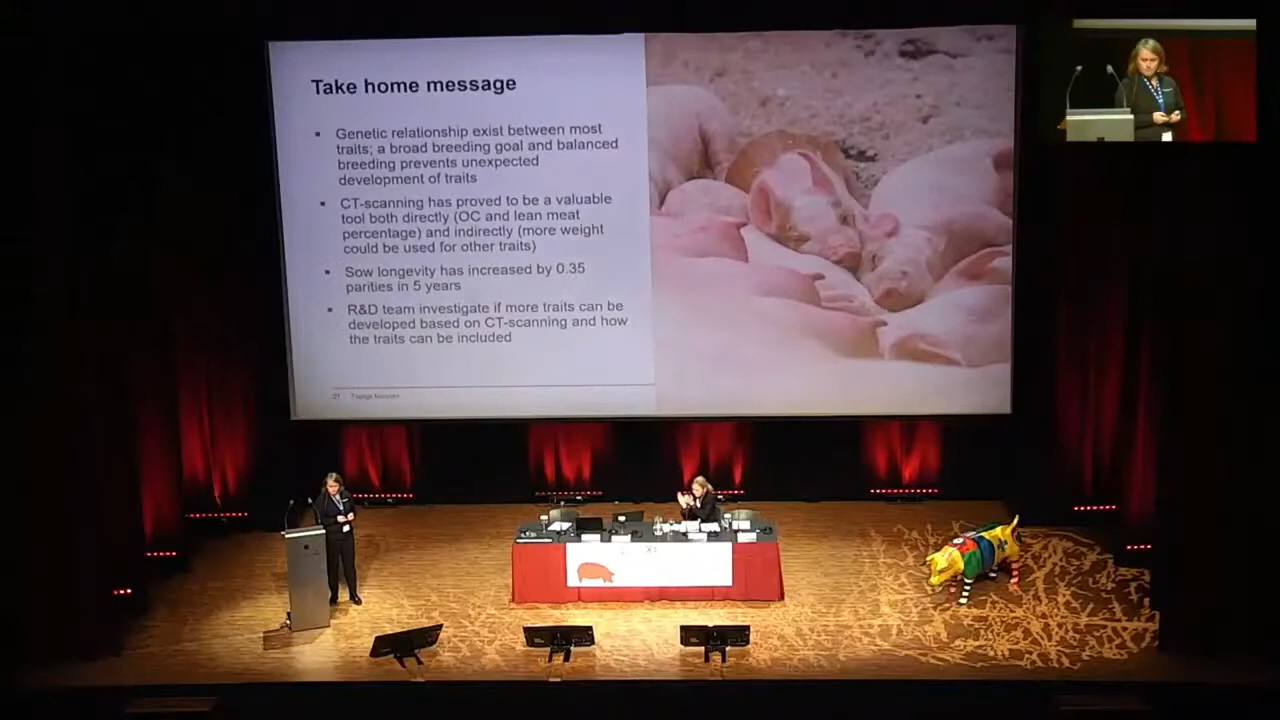 Take home message
▪ Genetic relationship exist between most
traits; a broad breeding goal and balanced
breeding prevents unexpected
development of traits
▪ CT-scanning has proved to be a valuable
tool both directly (OC and lean meat
percentage) and indirectly (more weight
could be used for other traits)
▪ Sow longevity has increased by 0.35
parities in 5 years
▪ R&D team investigate if more traits can be
developed based on CT-scanning and how
the traits can be included